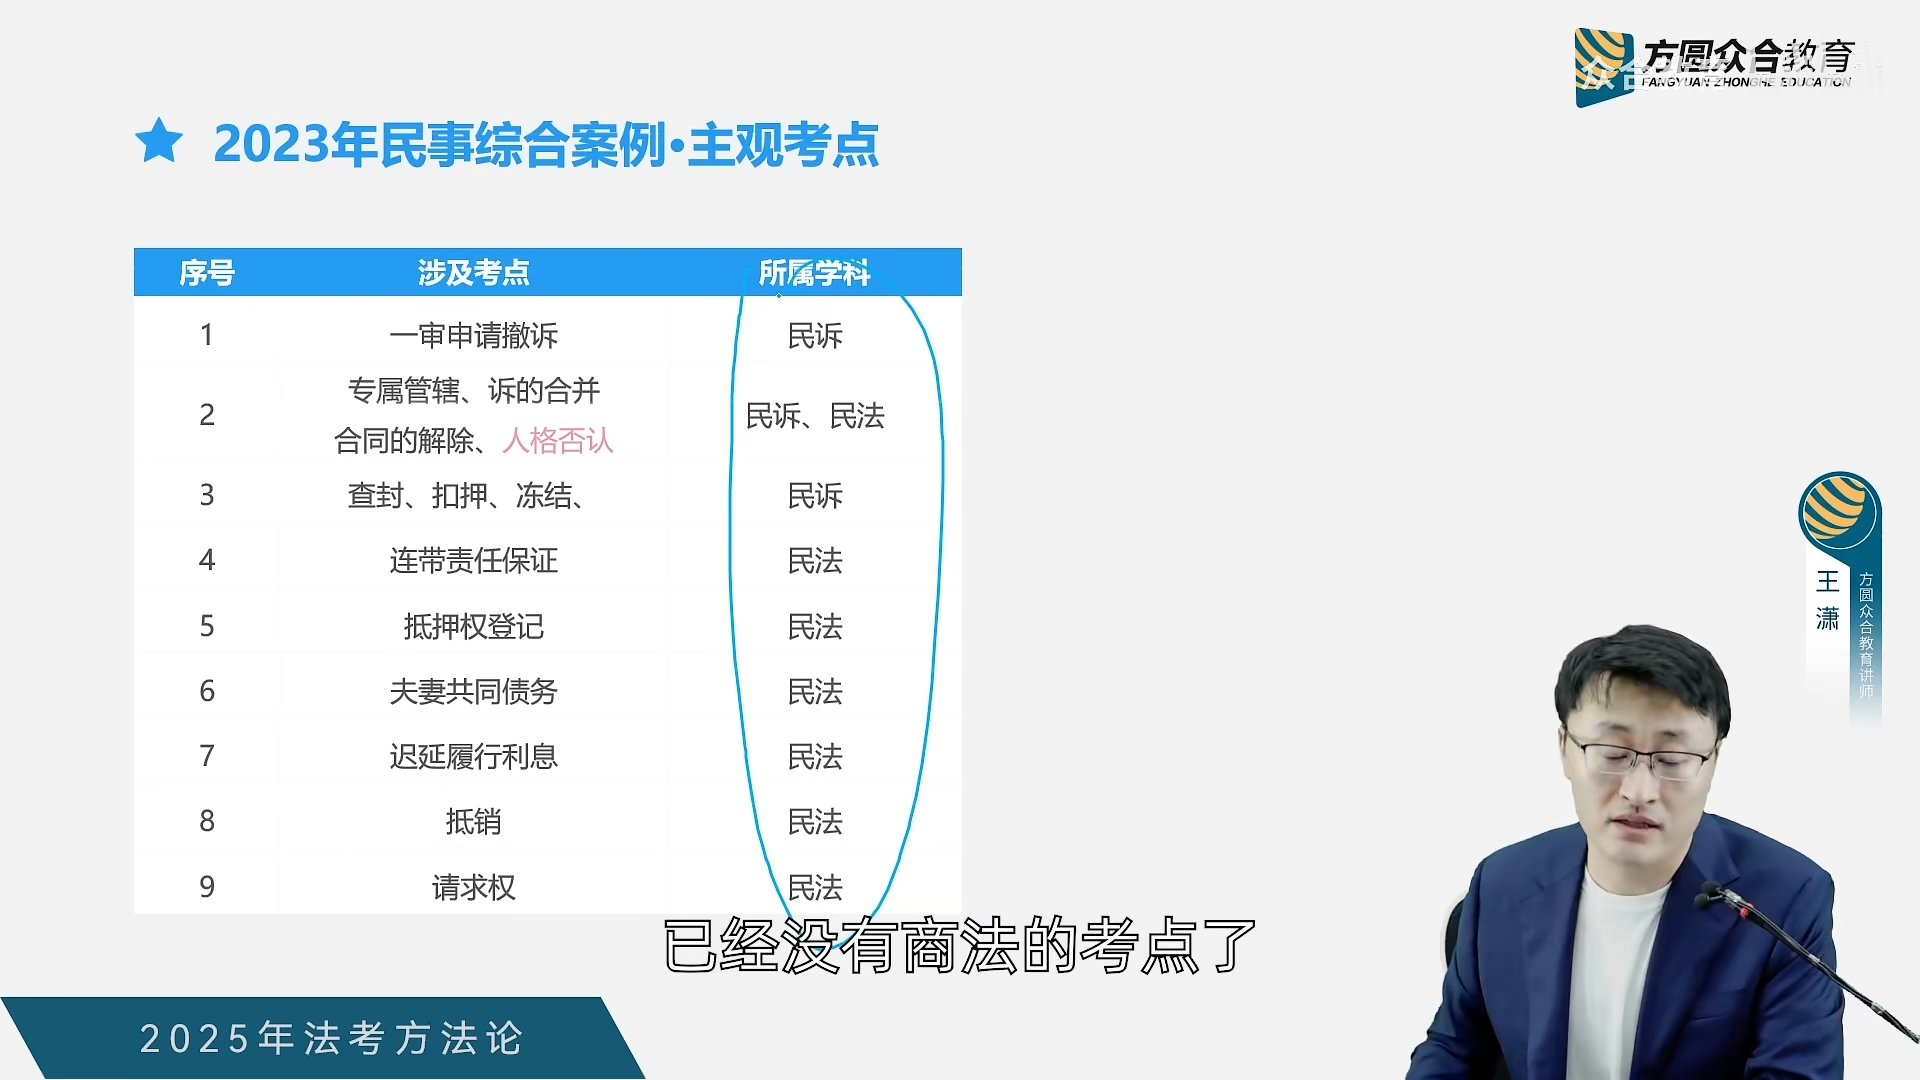 方圆众合教育
FANGYUAN ZHONGHE EDUCATION
众合
2023年民事综合案例·主观考点
序号 涉及考点 所属学科
1 一审申请撤诉 民诉
2 专属管辖、诉的合并
合同的解除、人格否认 民诉、民法
3 查封、扣押、冻结、 民诉
4 连带责任保证 民法
5 抵押权登记 民法
6 夫妻共同债务 民法
7 迟延履行利息 民法
8 抵销 民法
9 请求权 民法
王潇
方圆众合教育讲师
已经没有商法的考点了
2025年法考方法论